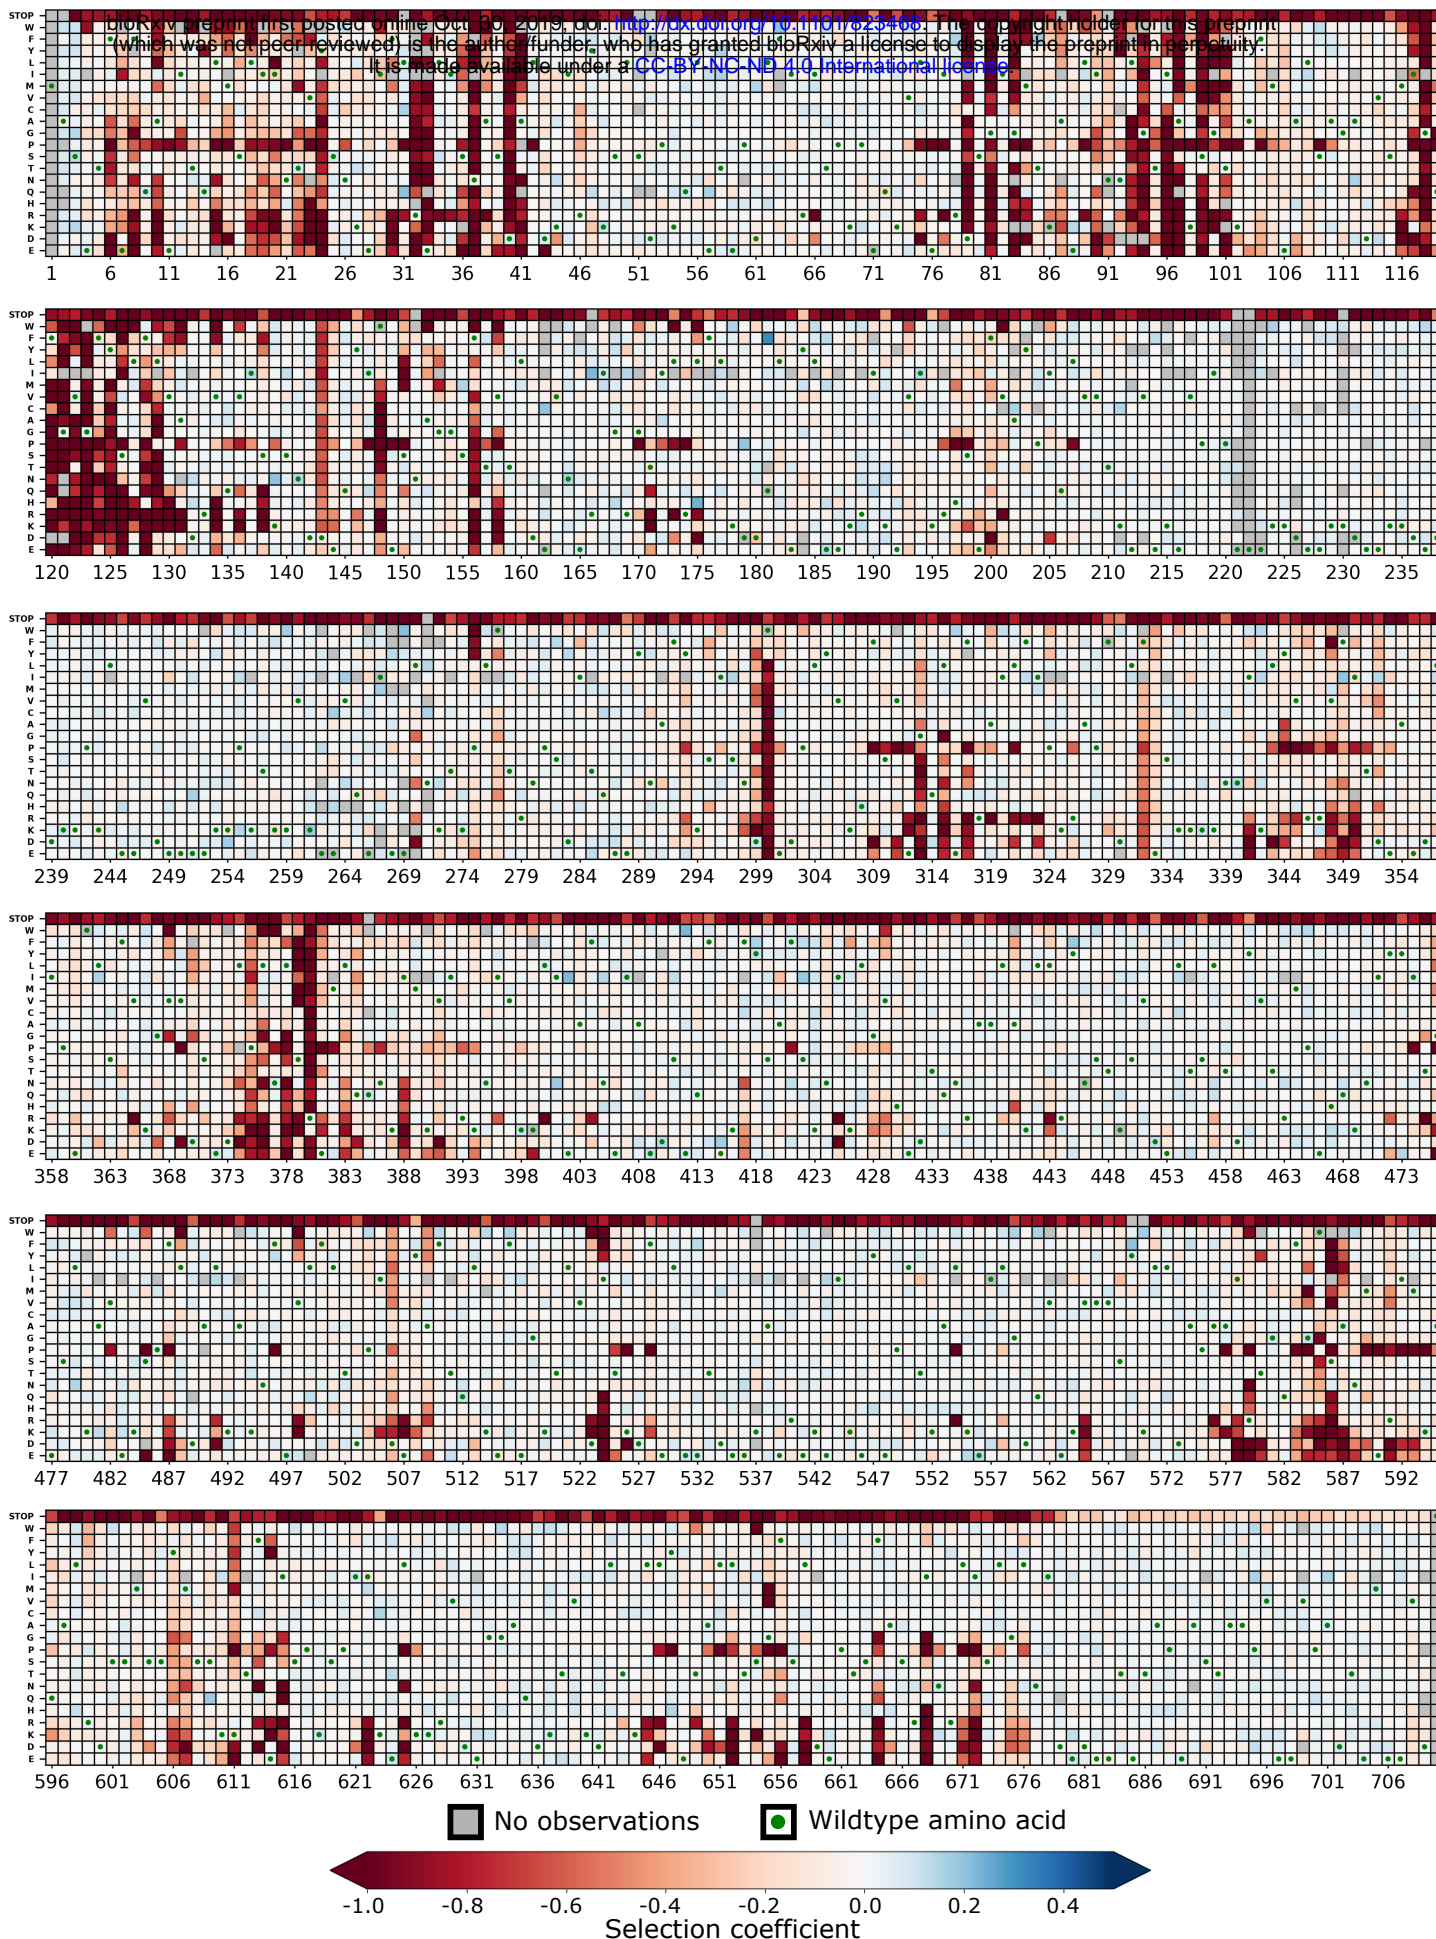 bioRxiv preprint first posted online Oct. 30, 2019; doi: http://dx.doi.org/10.1101/823468. The copyright holder for this preprint
(which was not peer-reviewed) is the author/funder, who has granted bioRxiv a license to display the preprint in perpetuity.
It is made available under a CC-BY-NC-ND 4.0 International license.
STOP
W
F
Y
L
I
M
V
C
A
G
P
S
T
N
Q
H
R
K
D
E
1 6 11 16 21 26 31 36 41 46 51 56 61 66 71 76 81 86 91 96 101 106 111 116
STOP
W
F
Y
L
I
M
V
C
A
G
P
S
T
N
Q
H
R
K
D
E
120 125 130 135 140 145 150 155 160 165 170 175 180 185 190 195 200 205 210 215 220 225 230 235
STOP
W
F
Y
L
I
M
V
C
A
G
P
S
T
N
Q
H
R
K
D
E
239 244 249 254 259 264 269 274 279 284 289 294 299 304 309 314 319 324 329 334 339 344 349 354
STOP
W
F
Y
L
I
M
V
C
A
G
P
S
T
N
Q
H
R
K
D
E
358 363 368 373 378 383 388 393 398 403 408 413 418 423 428 433 438 443 448 453 458 463 468 473
STOP
W
F
Y
L
I
M
V
C
A
G
P
S
T
N
Q
H
R
K
D
E
477 482 487 492 497 502 507 512 517 522 527 532 537 542 547 552 557 562 567 572 577 582 587 592
STOP
W
F
Y
L
I
M
V
C
A
G
P
S
T
N
Q
H
R
K
D
E
596 601 606 611 616 621 626 631 636 641 646 651 656 661 666 671 676 681 686 691 696 701 706
No observations Wildtype amino acid
-1.0 -0.8 -0.6 -0.4 -0.2 0.0 0.2 0.4
Selection coefficient